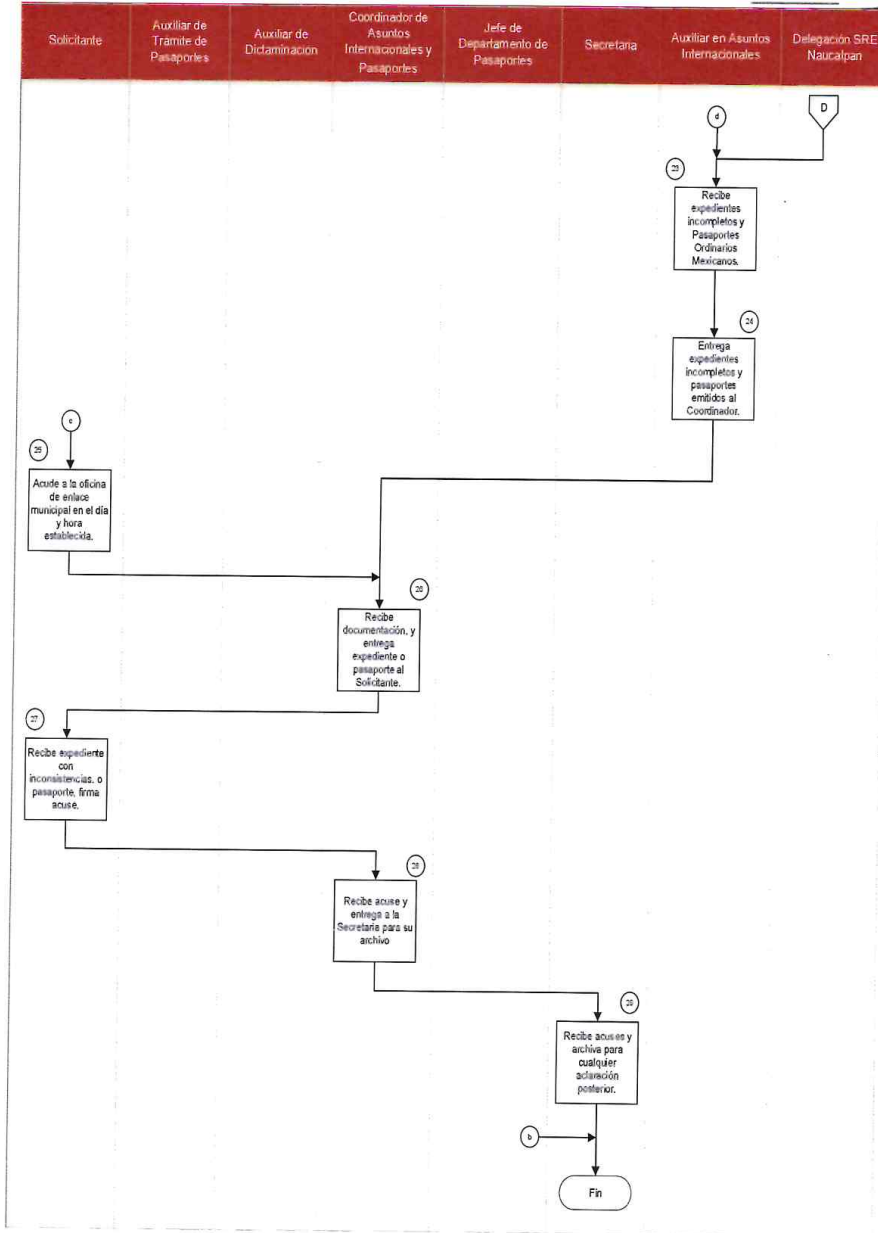 Solicitante
Auxiliar de
Trámite de
Pasaportes
Auxiliar de
Dictaminación
Coordinador de
Asuntos
Internacionales y
Pasaportes
Jefe de
Departamento de
Pasaportes
Secretaria
Auxiliar en Asuntos
Internacionales
Delegación SRE
Naucalpan
d
D
23
Recibe
expedientes
incompletos y
Pasaportes
Ordinarios
Mexicanos.
24
Entrega
expedientes
incompletos y
pasaportes
emitidos al
Coordinador.
25
Acude a la oficina
de enlace
municipal en el día
y hora
establecida.
26
Recibe
documentación, y
entrega
expediente o
pasaporte al
Solicitante.
27
Recibe expediente
con
inconsistencias, o
pasaporte, firma
acuse.
28
Recibe acuse y
entrega a la
Secretaria para su
archivo
29
Recibe acuses y
archiva para
cualquier
aclaración
posterior.
b
Fin